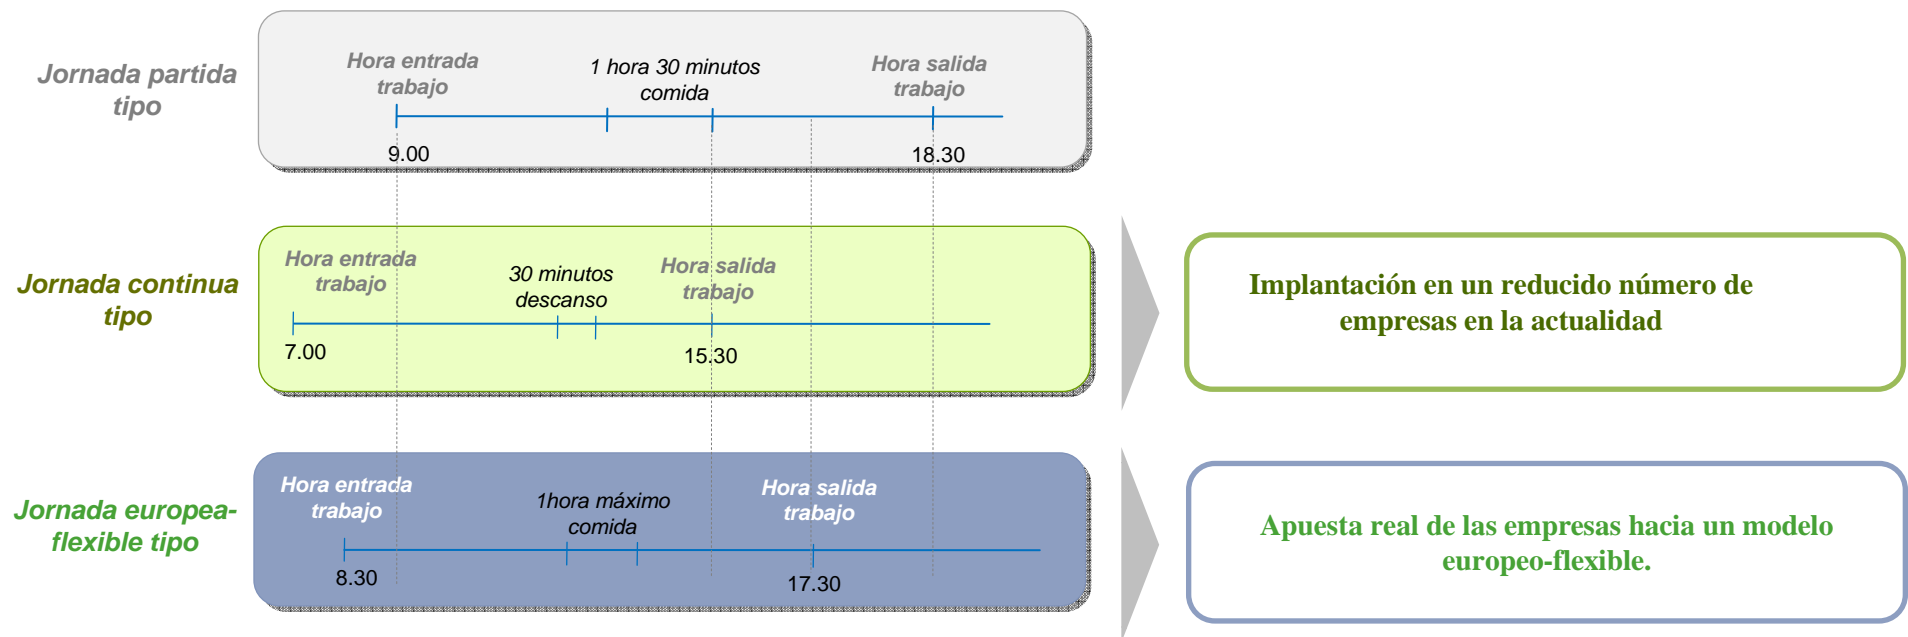 Jornada partida
tipo
Hora entrada
trabajo
1 hora 30 minutos
comida
Hora salida
trabajo
9.00
18.30
Jornada continua
tipo
Hora entrada
trabajo
30 minutos
descanso
Hora salida
trabajo
7.00
15.30
Implantación en un reducido número de
empresas en la actualidad
Jornada europea-
flexible tipo
Hora entrada
trabajo
1hora máximo
comida
Hora salida
trabajo
8.30
17.30
Apuesta real de las empresas hacia un modelo
europeo-flexible.